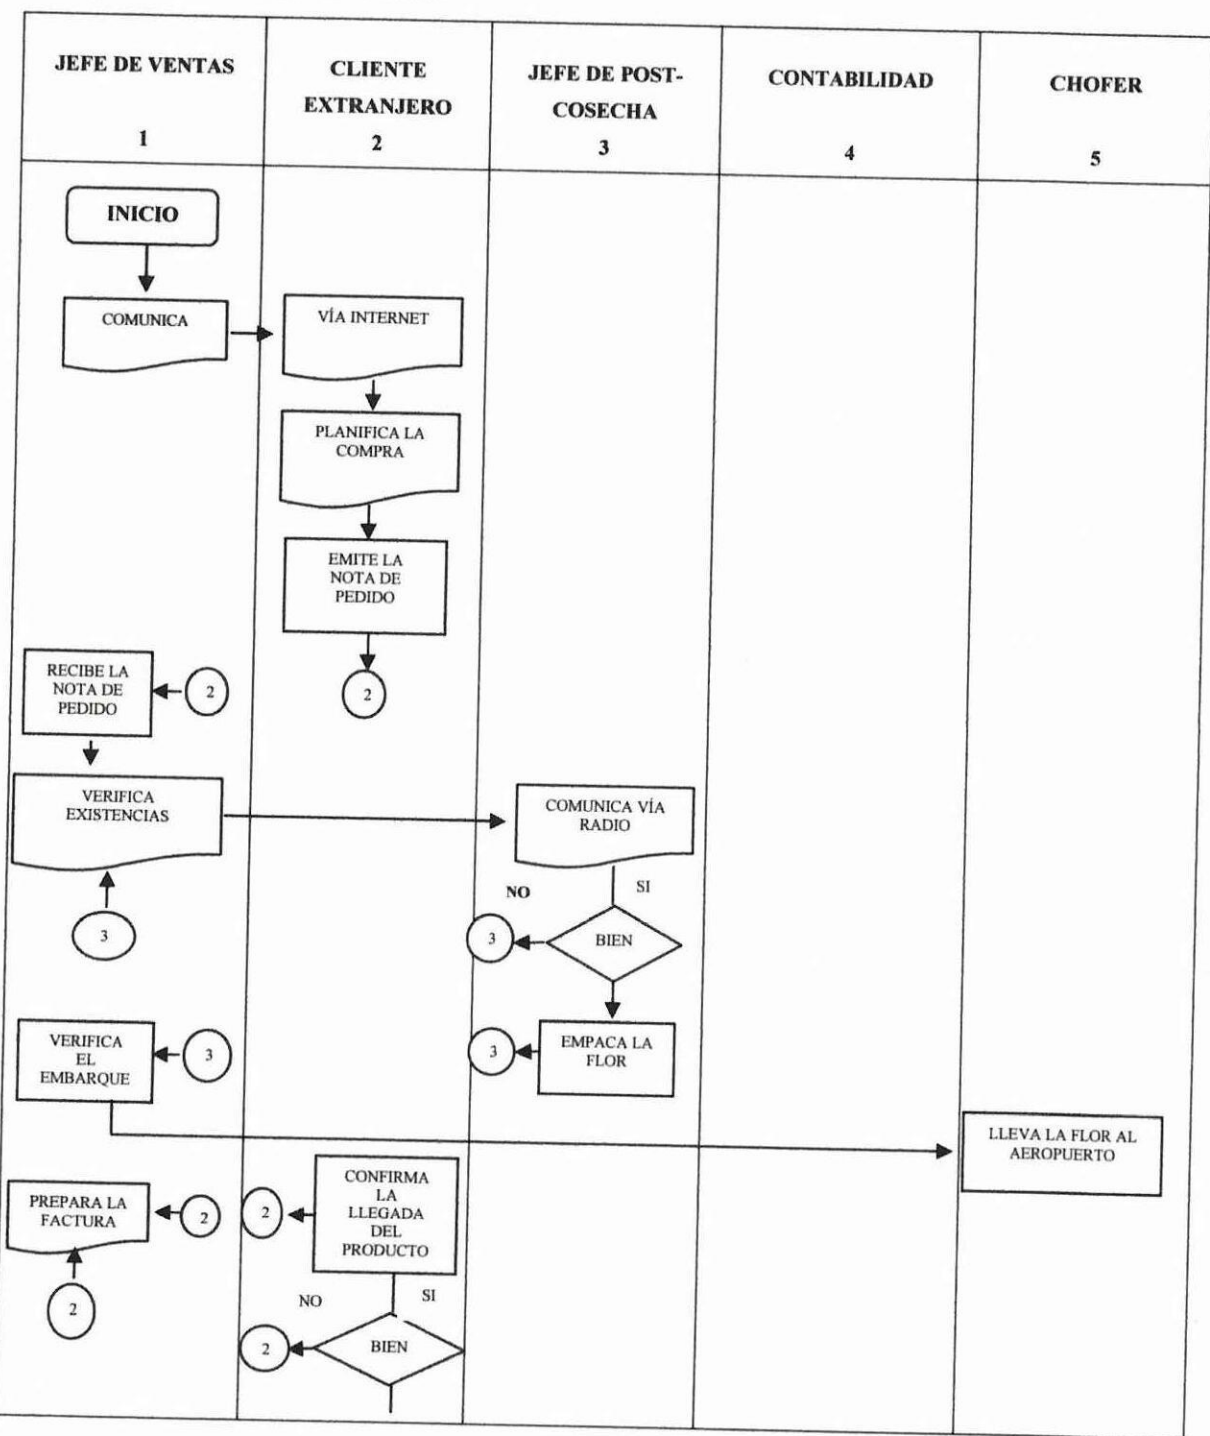 JEFE DE VENTAS
1
CLIENTE
EXTRANJERO
2
JEFE DE POST-
COSECHA
3
CONTABILIDAD
4
CHOFER
5
INICIO
COMUNICA
VÍA INTERNET
PLANIFICA LA
COMPRA
EMITE LA
NOTA DE
PEDIDO
2
RECIBE LA
NOTA DE
PEDIDO
2
VERIFICA
EXISTENCIAS
COMUNICA VÍA
RADIO
NO
SI
3
3
BIEN
VERIFICA
EL
EMBARQUE
3
3
EMPACA LA
FLOR
LLEVA LA FLOR AL
AEROPUERTO
PREPARA LA
FACTURA
2
2
CONFIRMA
LA
LLEGADA
DEL
PRODUCTO
2
NO
SI
2
BIEN